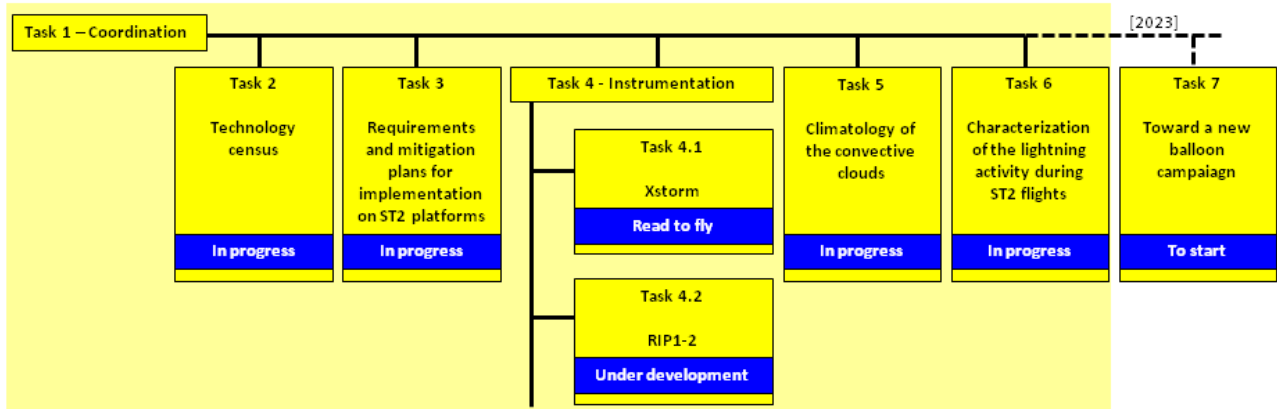 Task 1 – Coordination
[2023]
Task 2
Technology
census
In progress
Task 3
Requirements
and mitigation
plans for
implementation
on ST2 platforms
In progress
Task 4 - Instrumentation
Task 4.1
Xstorm
Read to fly
Task 4.2
RIP1-2
Under development
Task 5
Climatology of
the convective
clouds
In progress
Task 6
Characterization
of the lightning
activity during
ST2 flights
In progress
Task 7
Toward a new
balloon
campaiagn
To start